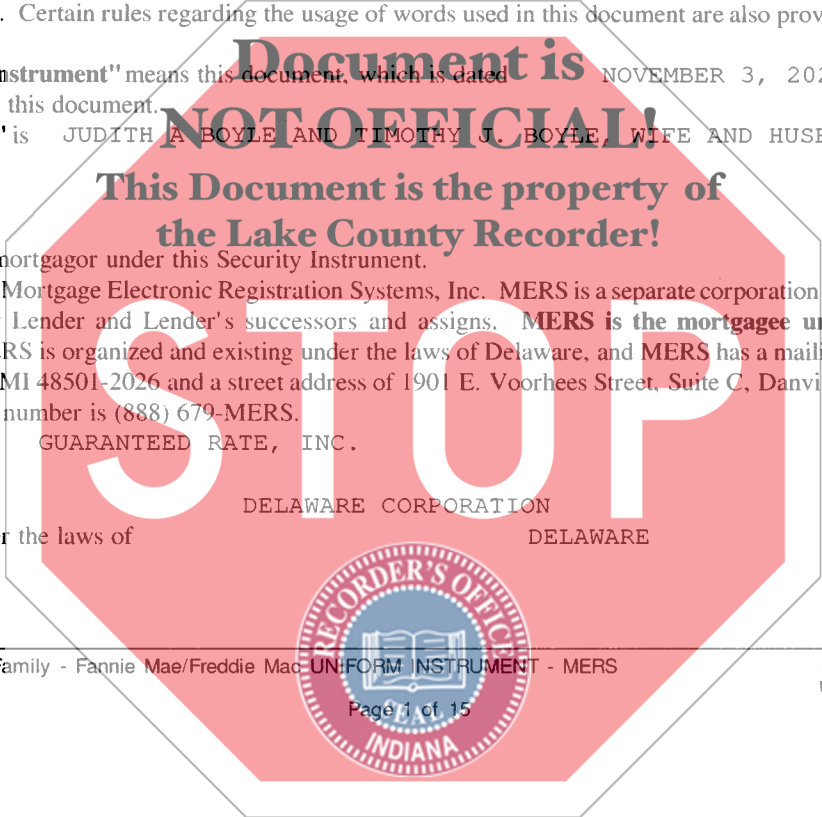 . Certain rules regarding the usage of words used in this document are also prov
Document is
nstrument" means this document, which is dated NOVEMBER 3, 202
this document.
NOT OFFICIAL!
" is JUDITH A BOYLE AND TIMOTHY J. BOYLE, WIFE AND HUSB
This Document is the property of
the Lake County Recorder!
mortgagor under this Security Instrument.
Mortgage Electronic Registration Systems, Inc. MERS is a separate corporation
Lender and Lender's successors and assigns. MERS is the mortgagee un
RS is organized and existing under the laws of Delaware, and MERS has a maili
MI 48501-2026 and a street address of 1901 E. Voorhees Street, Suite C, Danvi
number is (888) 679-MERS.
STOP
GUARANTEED RATE, INC.
DELAWARE CORPORATION
r the laws of DELAWARE
RECORDER'S OFFICE
amily - Fannie Mae/Freddie Mac UNIFORM INSTRUMENT - MERS
Page 1 of 15
SEAL
INDIANA